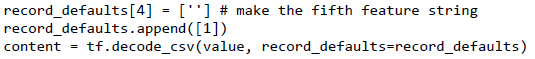 record_defaults[4] = [''] # make the fifth feature string
record_defaults.append([1])
content = tf.decode_csv(value, record_defaults=record_defaults)